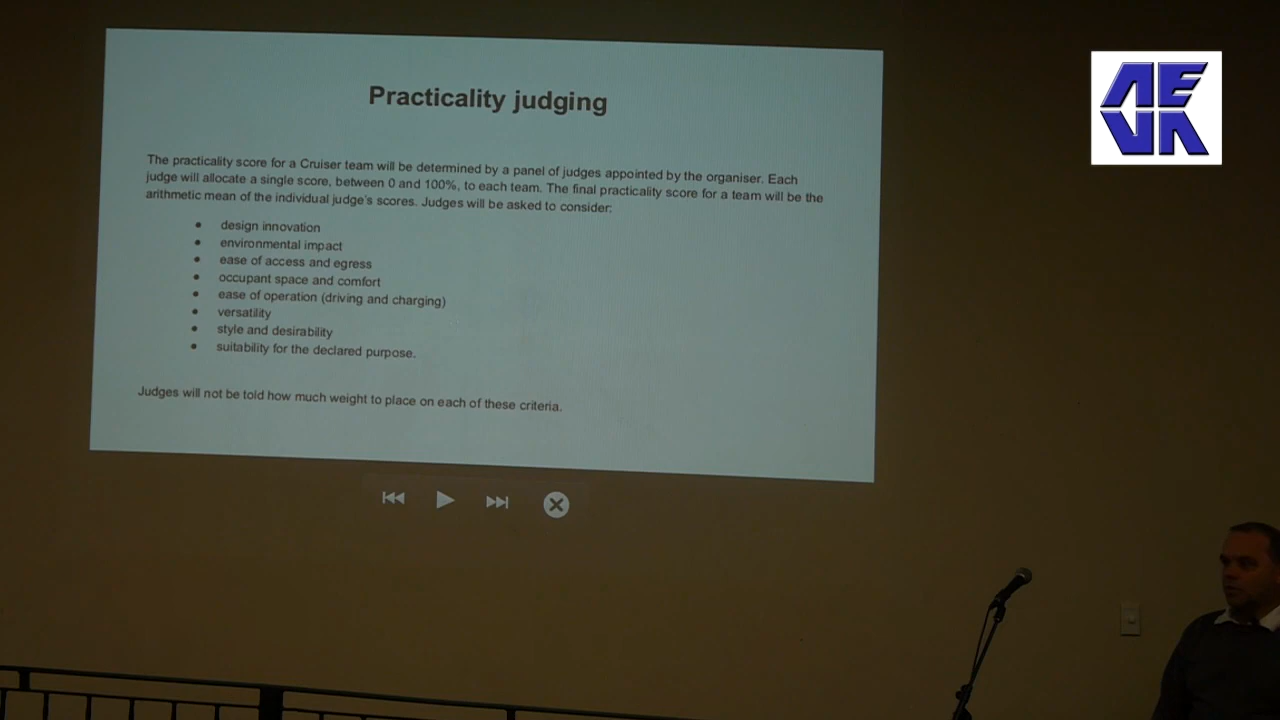 Practicality judging
The practicality score for a Cruiser team will be determined by a panel of judges appointed by the organiser. Each
judge will allocate a single score, between 0 and 100%, to each team. The final practicality score for a team will be the
arithmetic mean of the individual judge's scores. Judges will be asked to consider:
• design innovation
• environmental impact
• ease of access and egress
• occupant space and comfort
• ease of operation (driving and charging)
• versatility
• style and desirability
• suitability for the declared purpose.
Judges will not be told how much weight to place on each of these criteria.